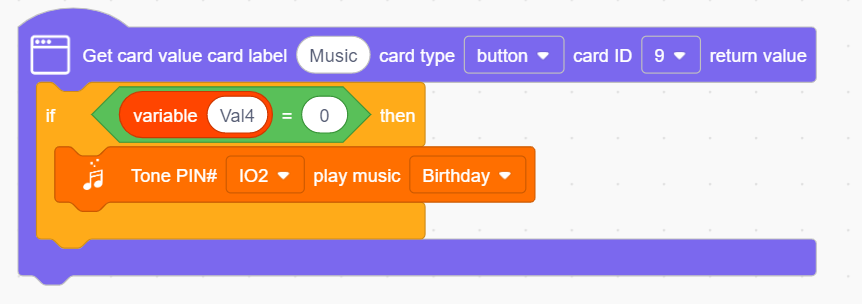 Get card value card label Music card type button card ID 9 return value
if variable Val4 = 0 then
Tone PIN# IO2 play music Birthday